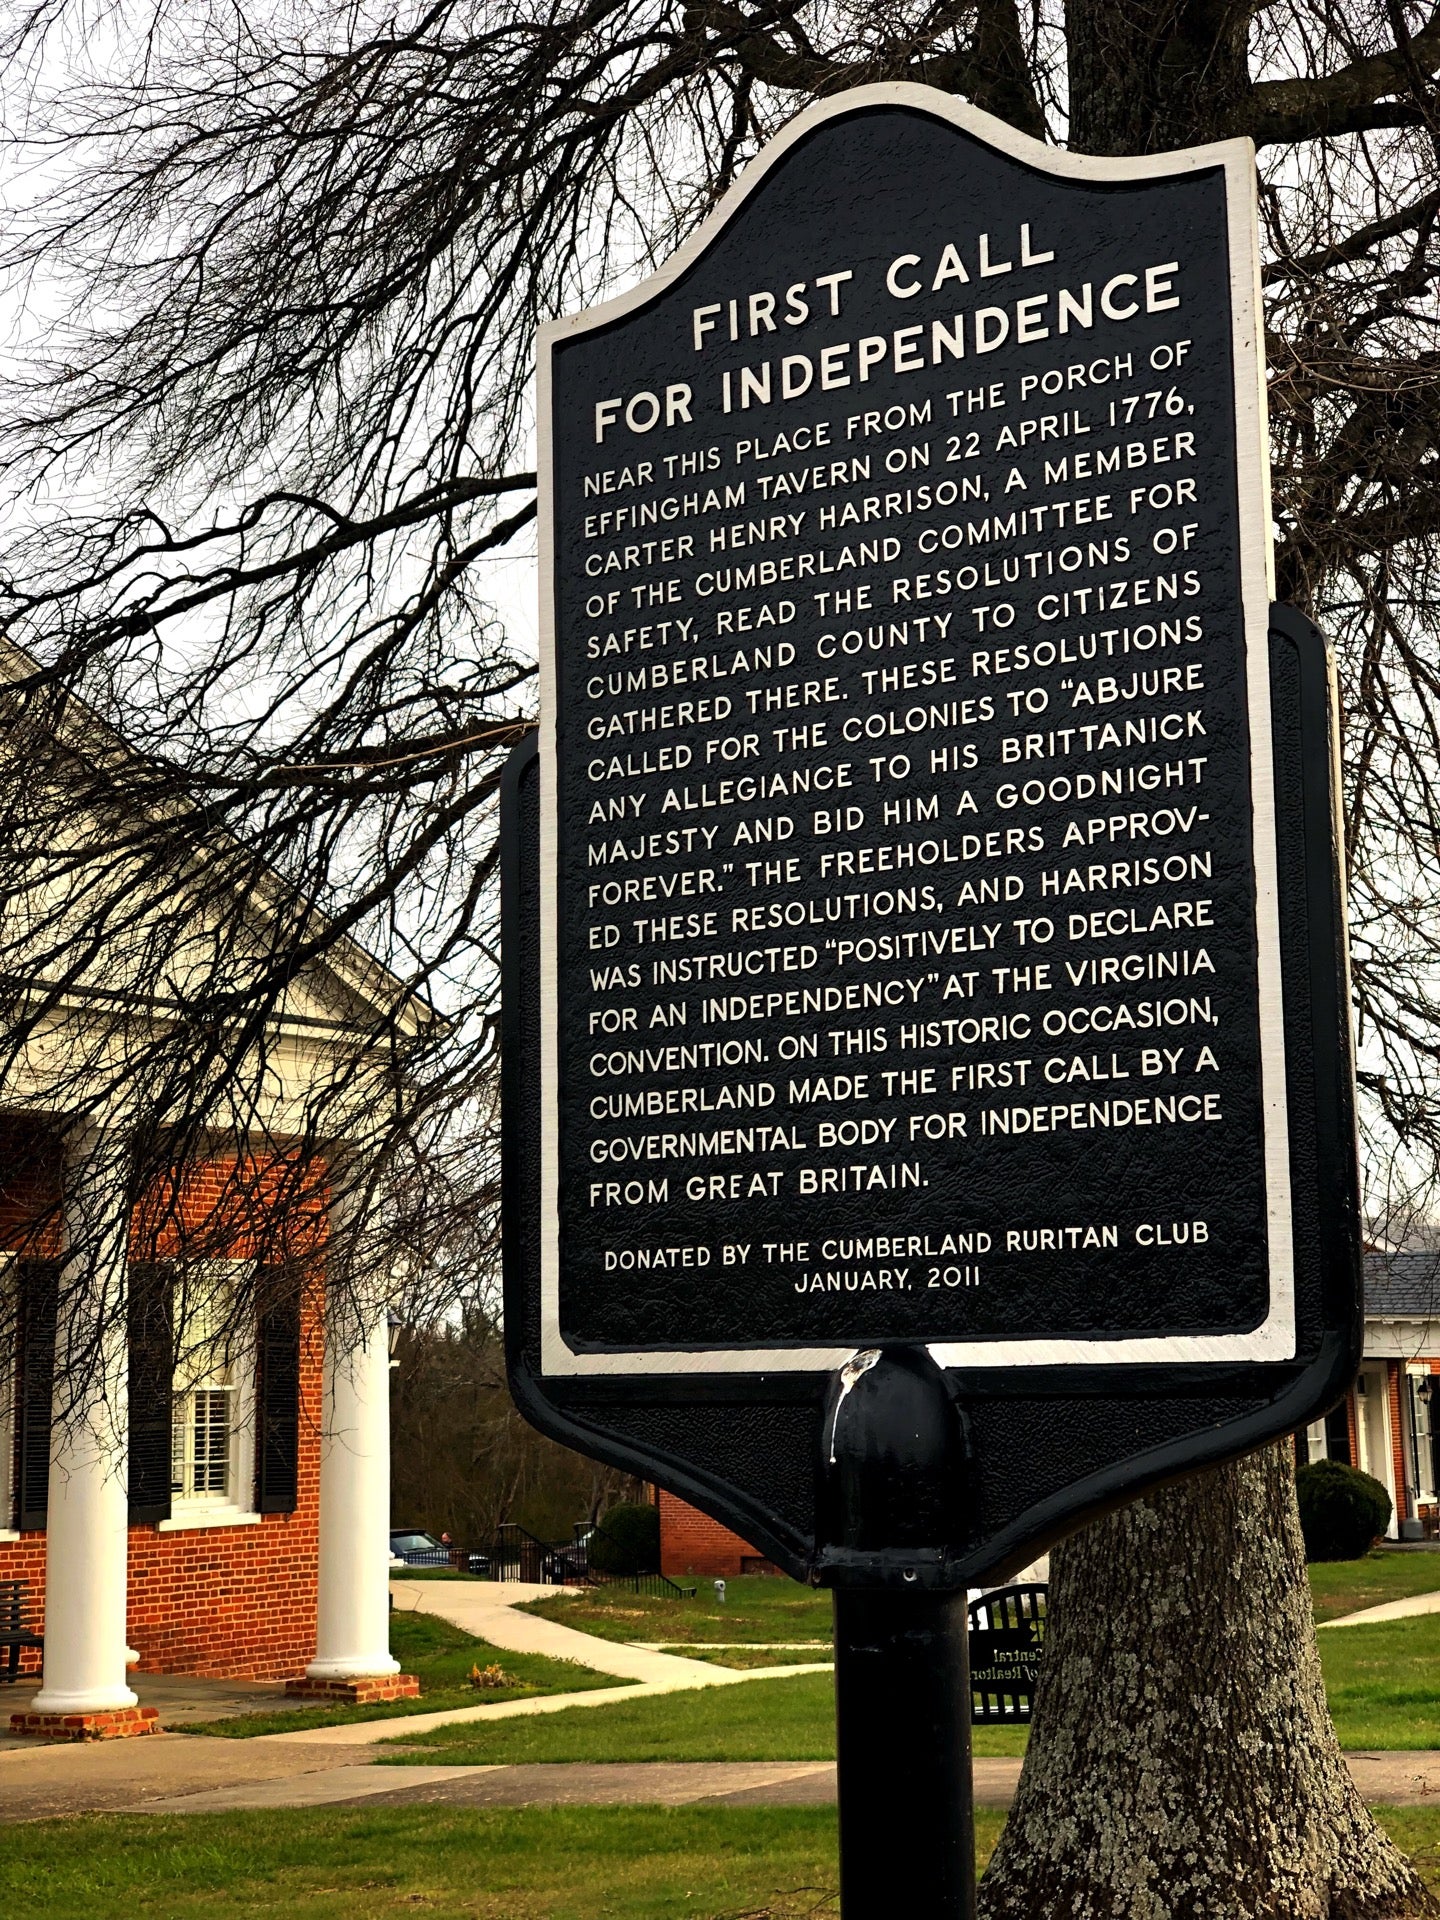 FIRST CALL
FOR INDEPENDENCE
NEAR THIS PLACE FROM THE PORCH OF
EFFINGHAM TAVERN ON 22 APRIL 1776,
CARTER HENRY HARRISON, A MEMBER
OF THE CUMBERLAND COMMITTEE FOR
SAFETY, READ THE RESOLUTIONS OF
CUMBERLAND COUNTY TO CITIZENS
GATHERED THERE. THESE RESOLUTIONS
CALLED FOR THE COLONIES TO “ABJURE
ANY ALLEGIANCE TO HIS BRITTANICK
MAJESTY AND BID HIM A GOODNIGHT
FOREVER.” THE FREEHOLDERS APPROV-
ED THESE RESOLUTIONS, AND HARRISON
WAS INSTRUCTED “POSITIVELY TO DECLARE
FOR AN INDEPENDENCY” AT THE VIRGINIA
CONVENTION. ON THIS HISTORIC OCCASION,
CUMBERLAND MADE THE FIRST CALL BY A
GOVERNMENTAL BODY FOR INDEPENDENCE
FROM GREAT BRITAIN.
DONATED BY THE CUMBERLAND RURITAN CLUB
JANUARY, 2011
Central
of Realtors